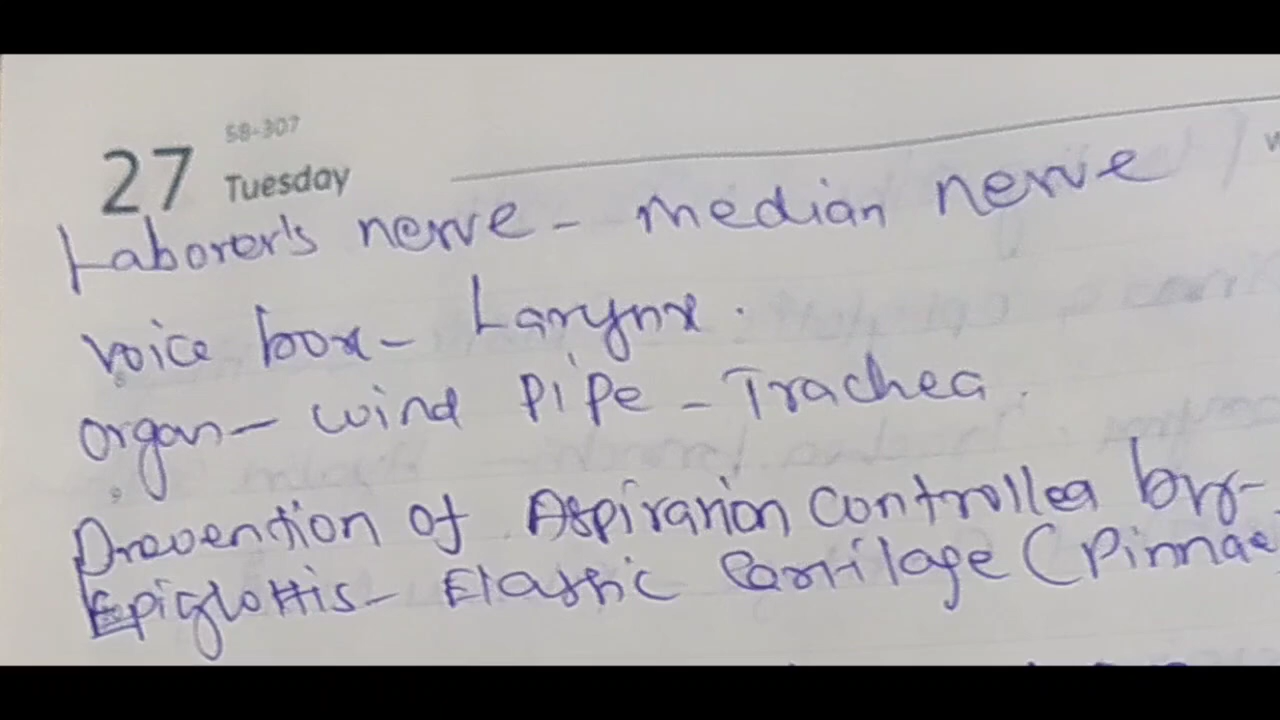 58-307
27 Tuesday
Laborer's nerve - median nerve
voice box - Larynx.
organ - wind pipe - Trachea.
Prevention of Aspiration controlled by -
Epiglottis - Elastic Cartilage (Pinnae